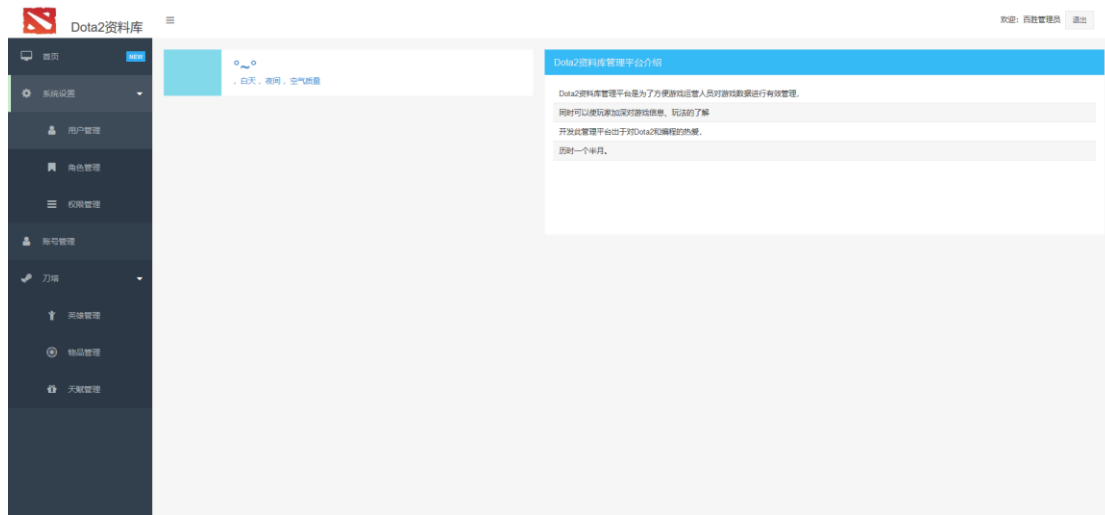 Dota2资料库
欢迎：百胜管理员 退出
首页 NEW
系统设置
用户管理
角色管理
权限管理
账号管理
刀塔
英雄管理
物品管理
天赋管理
°~°
，白天，夜间，空气质量
Dota2资料库管理平台介绍
Dota2资料库管理平台是为了方便游戏运营人员对游戏数据进行有效管理，
同时可以使玩家加深对游戏信息、玩法的了解
开发此管理平台出于对Dota2和编程的热爱，
历时一个半月。